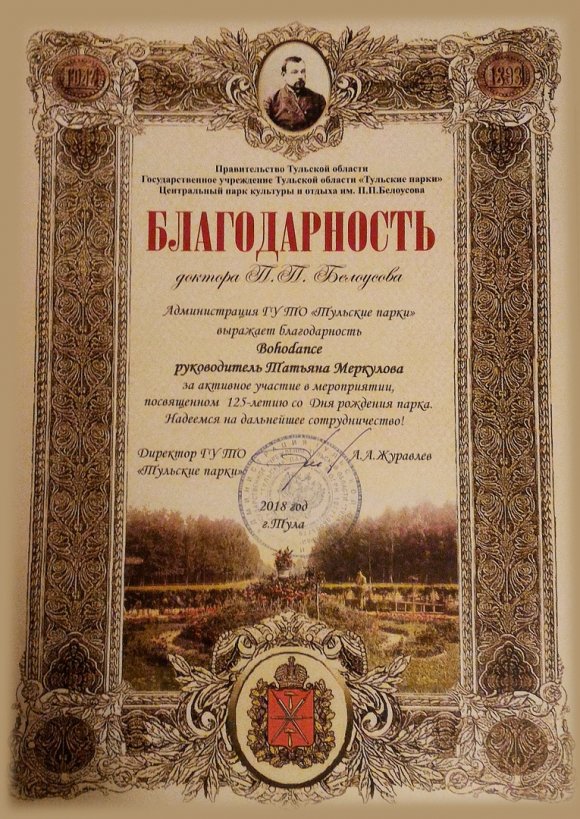 1893
Правительство Тульской области
Государственное учреждение Тульской области «Тульские парки»
Центральный парк культуры и отдыха им. П.П.Белоусова
БЛАГОДАРНОСТЬ
доктора П.П. Белоусова
Администрация ГУ ТО «Тульские парки»
выражает благодарность
Bohodance
руководитель Татьяна Меркулова
за активное участие в мероприятии,
посвященном 125-летию со Дня рождения парка.
Надеемся на дальнейшее сотрудничество!
Директор ГУ ТО А.А.Журавлев
«Тульские парки»
2018 год
г.Тула